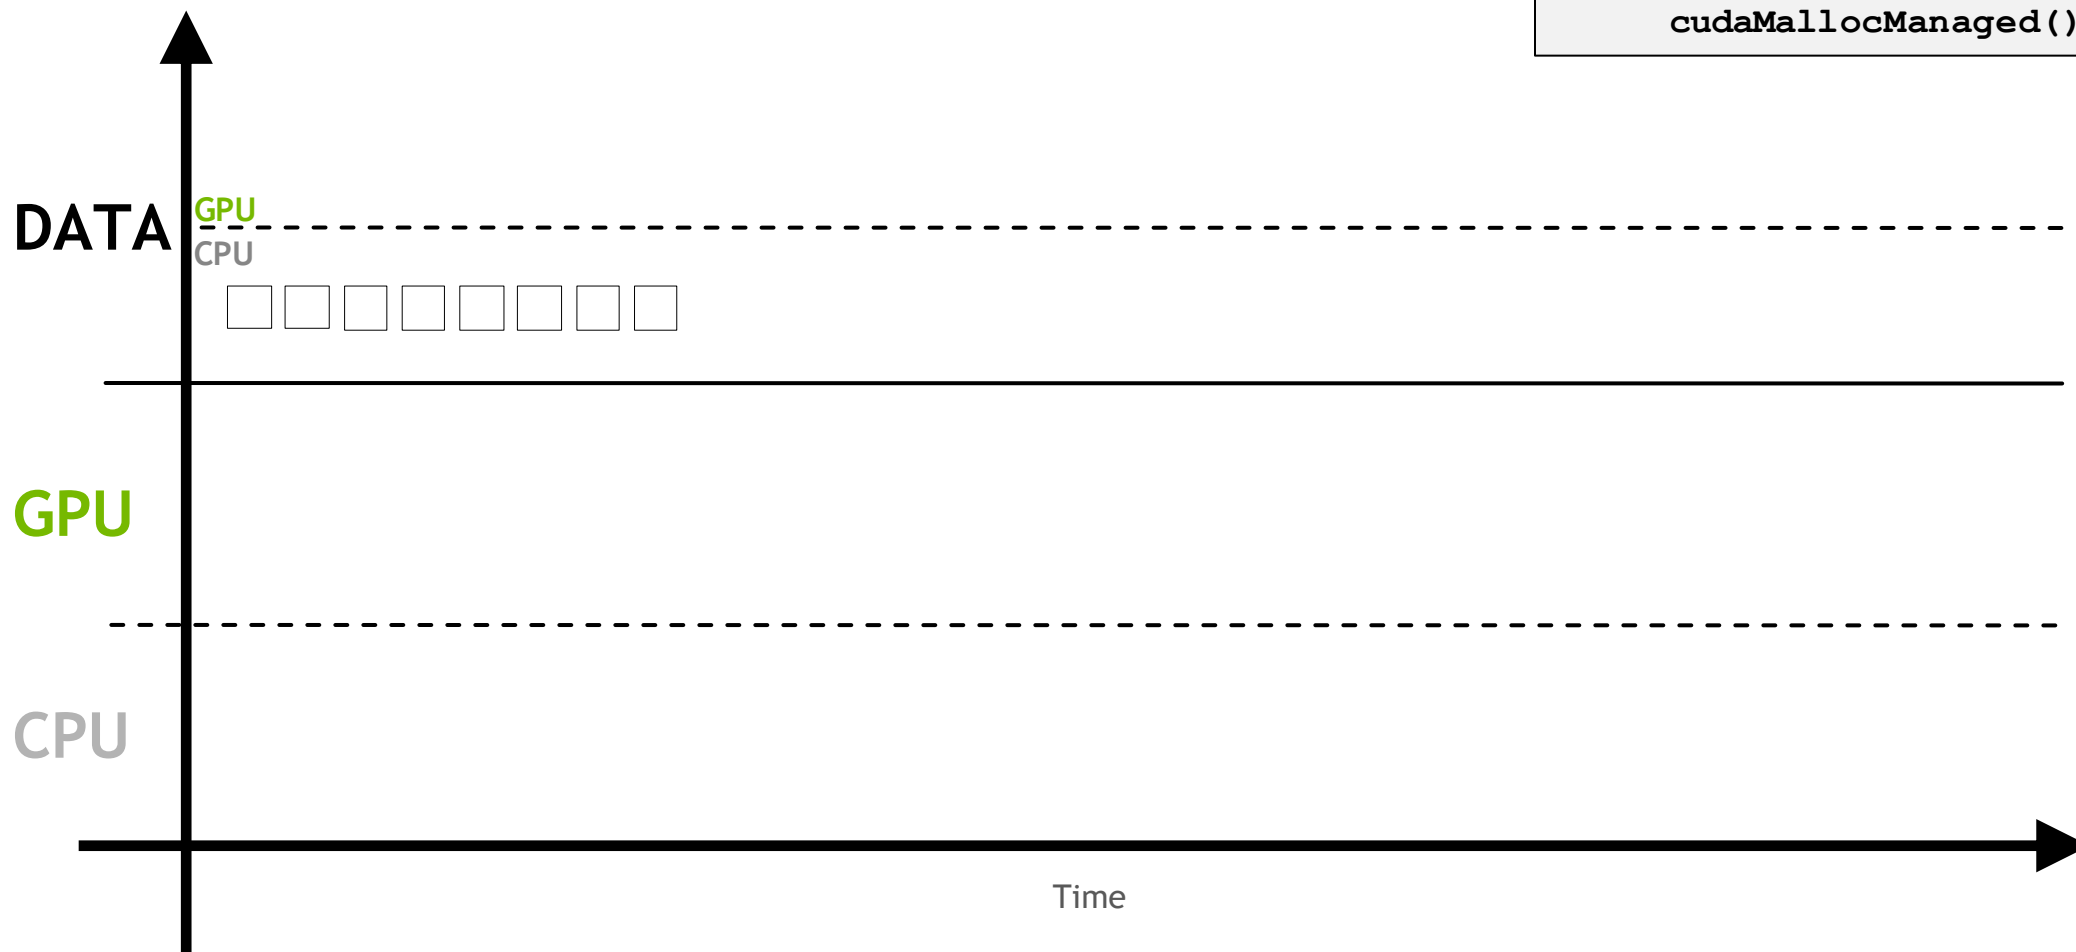 cudaMallocManaged()
DATA
GPU
CPU
GPU
CPU
Time